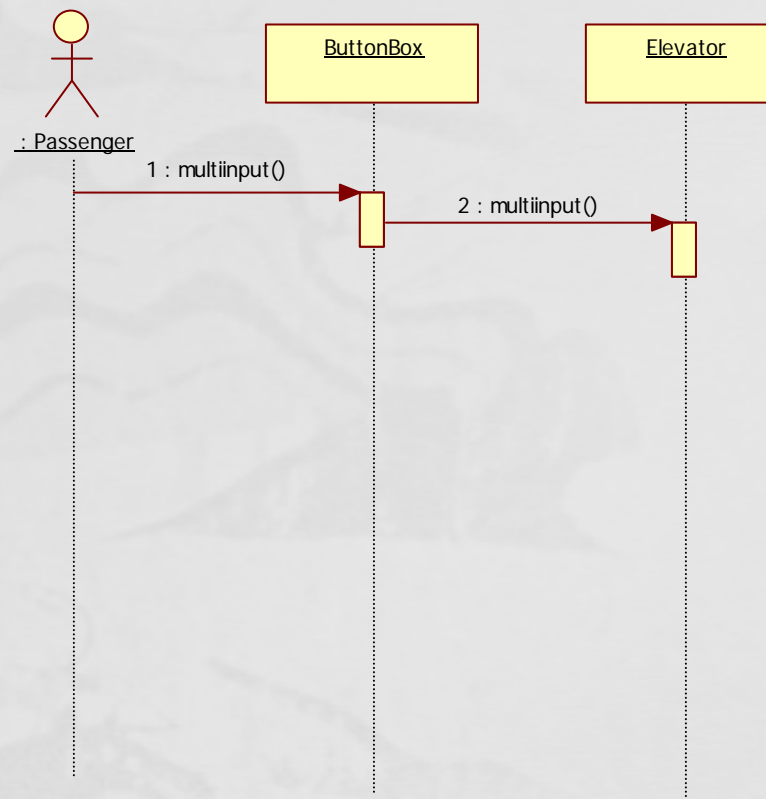 ButtonBox
Elevator
: Passenger
1 : multiinput()
2 : multiinput()